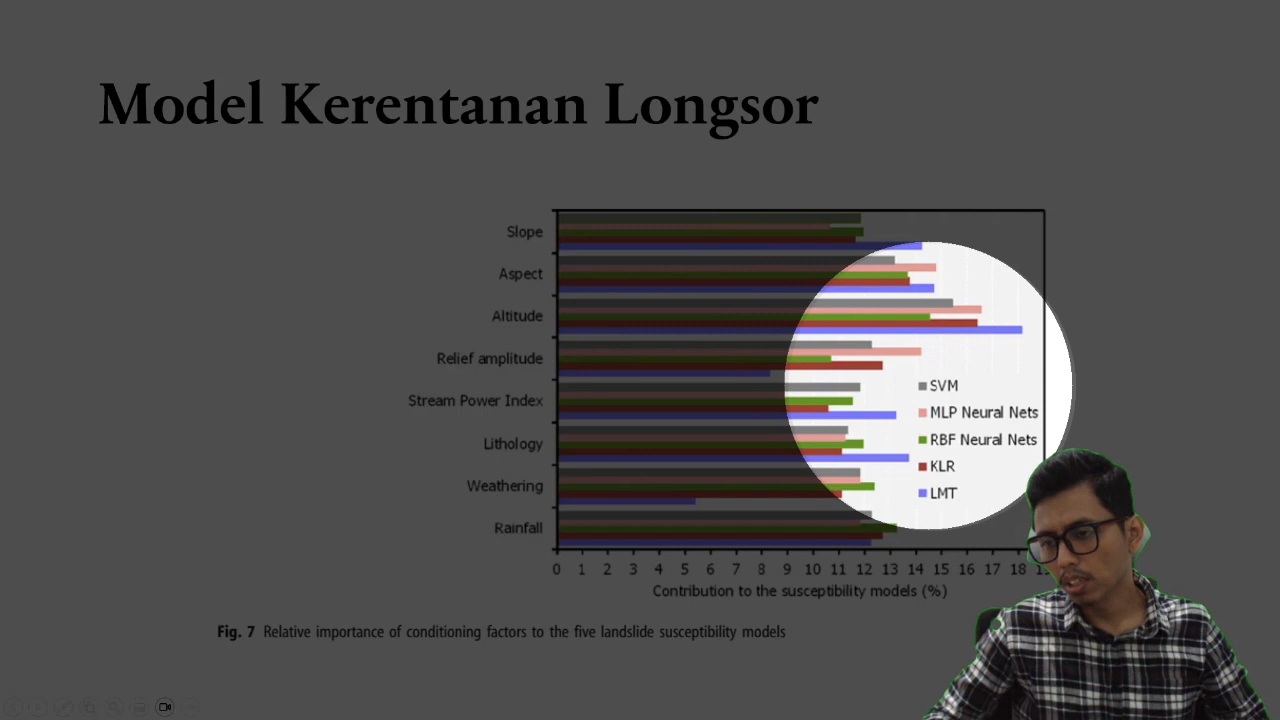 Model Kerentanan Longsor
Slope
Aspect
Altitude
Relief amplitude
Stream Power Index
Lithology
Weathering
Rainfall
SVM
MLP Neural Nets
RBF Neural Nets
KLR
LMT
0 1 2 3 4 5 6 7 8 9 10 11 12 13 14 15 16 17 18
Contribution to the susceptibility models (%)
Fig. 7 Relative importance of conditioning factors to the five landslide susceptibility models